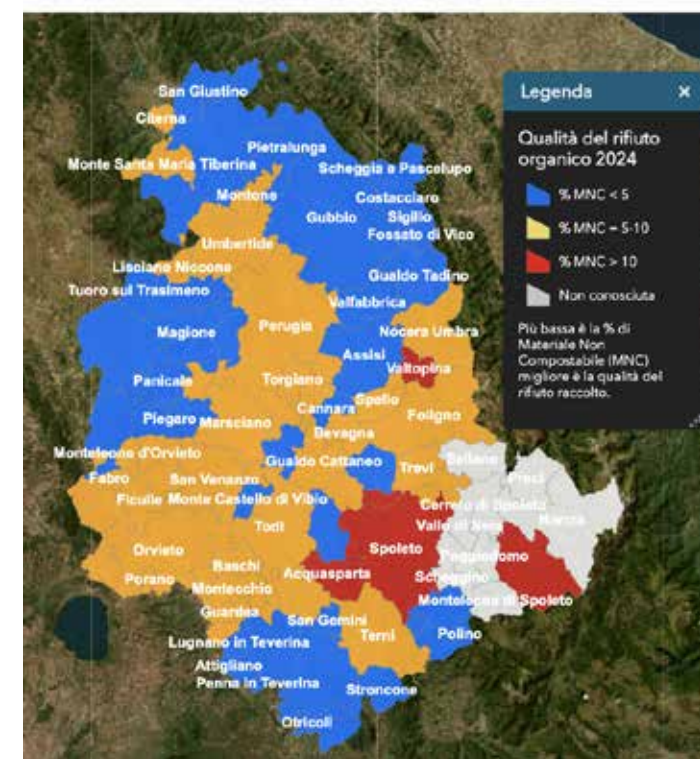 Legenda
×
Qualità del rifiuto
organico 2024
% MNC < 5
% MNC = 5-10
% MNC > 10
Non conosciuta
Più bassa è la % di
Materiale Non
Compostabile (MNC)
migliore è la qualità del
rifiuto raccolto.
San Giustino
Citerna
Pietralunga
Monte Santa Maria Tiberina
Scheggia e Pascelupo
Montone
Costacciaro
Gubbio
Sigillo
Fossato di Vico
Umbertide
Lisciano Niccone
Gualdo Tadino
Tuoro sul Trasimeno
Valfabbrica
Magione
Perugia
Nocera Umbra
Assisi
Valtopina
Panicale
Torgiano
Spello
Cannara
Piegaro
Marsciano
Foligno
Bevagna
Monteleone d'Orvieto
Gualdo Cattaneo
Sellano
Trevi
Fabro
San Venanzo
Preci
Ficulle
Monte Castello di Vibio
Cerreto di Spoleto
Norcia
Todi
Vallo di Nera
Orvieto
Spoleto
Poggiodomo
Baschi
Acquasparta
Scheggino
Porano
Montecchio
Monteleone di Spoleto
Guardea
San Gemini
Terni
Polino
Lugnano in Teverina
Attigliano
Penna in Teverina
Stroncone
Otricoli